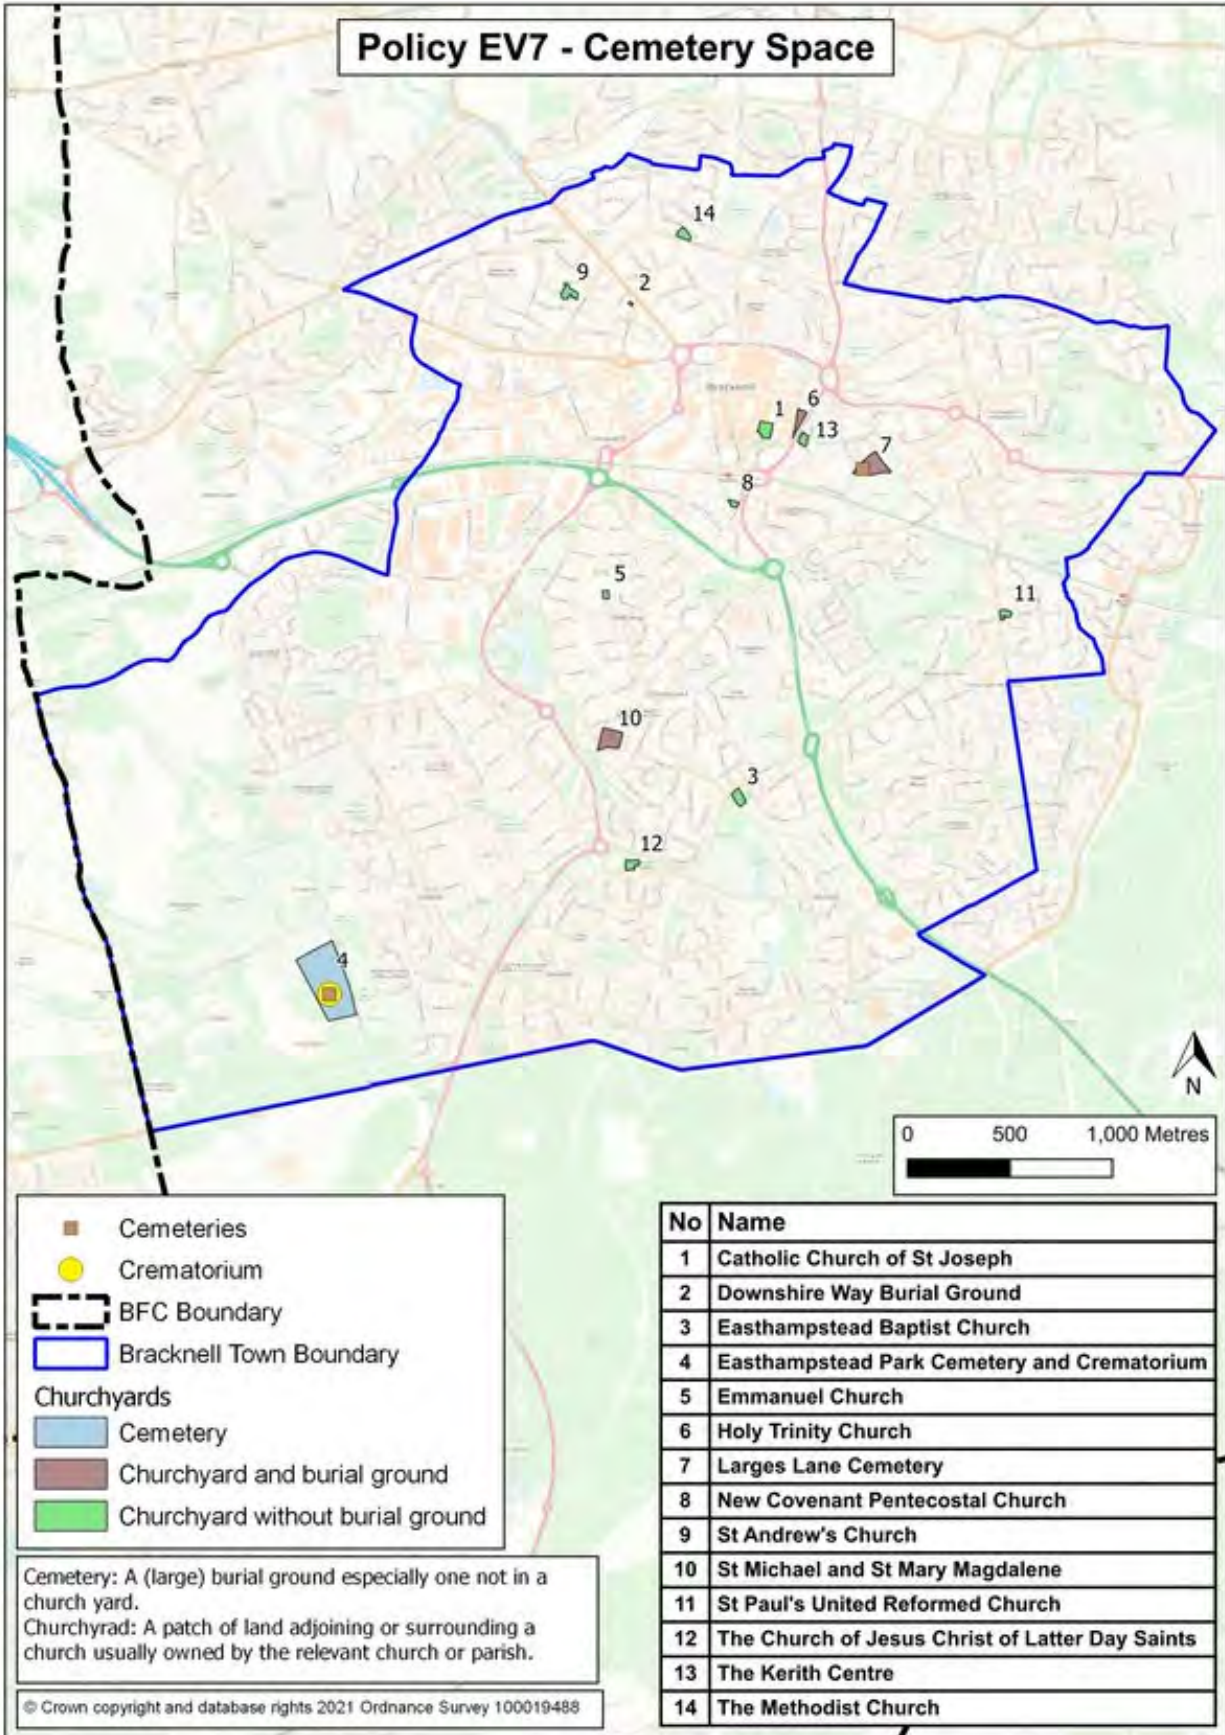 Policy EV7 - Cemetery Space
14
9
2
6
1
13
7
8
5
11
10
3
12
4
N
0 500 1,000 Metres
Cemeteries
Crematorium
BFC Boundary
Bracknell Town Boundary
Churchyards
Cemetery
Churchyard and burial ground
Churchyard without burial ground
Cemetery: A (large) burial ground especially one not in a
church yard.
Churchyrad: A patch of land adjoining or surrounding a
church usually owned by the relevant church or parish.
© Crown copyright and database rights 2021 Ordnance Survey 100019488
No Name
1 Catholic Church of St Joseph
2 Downshire Way Burial Ground
3 Easthampstead Baptist Church
4 Easthampstead Park Cemetery and Crematorium
5 Emmanuel Church
6 Holy Trinity Church
7 Larges Lane Cemetery
8 New Covenant Pentecostal Church
9 St Andrew's Church
10 St Michael and St Mary Magdalene
11 St Paul's United Reformed Church
12 The Church of Jesus Christ of Latter Day Saints
13 The Kerith Centre
14 The Methodist Church